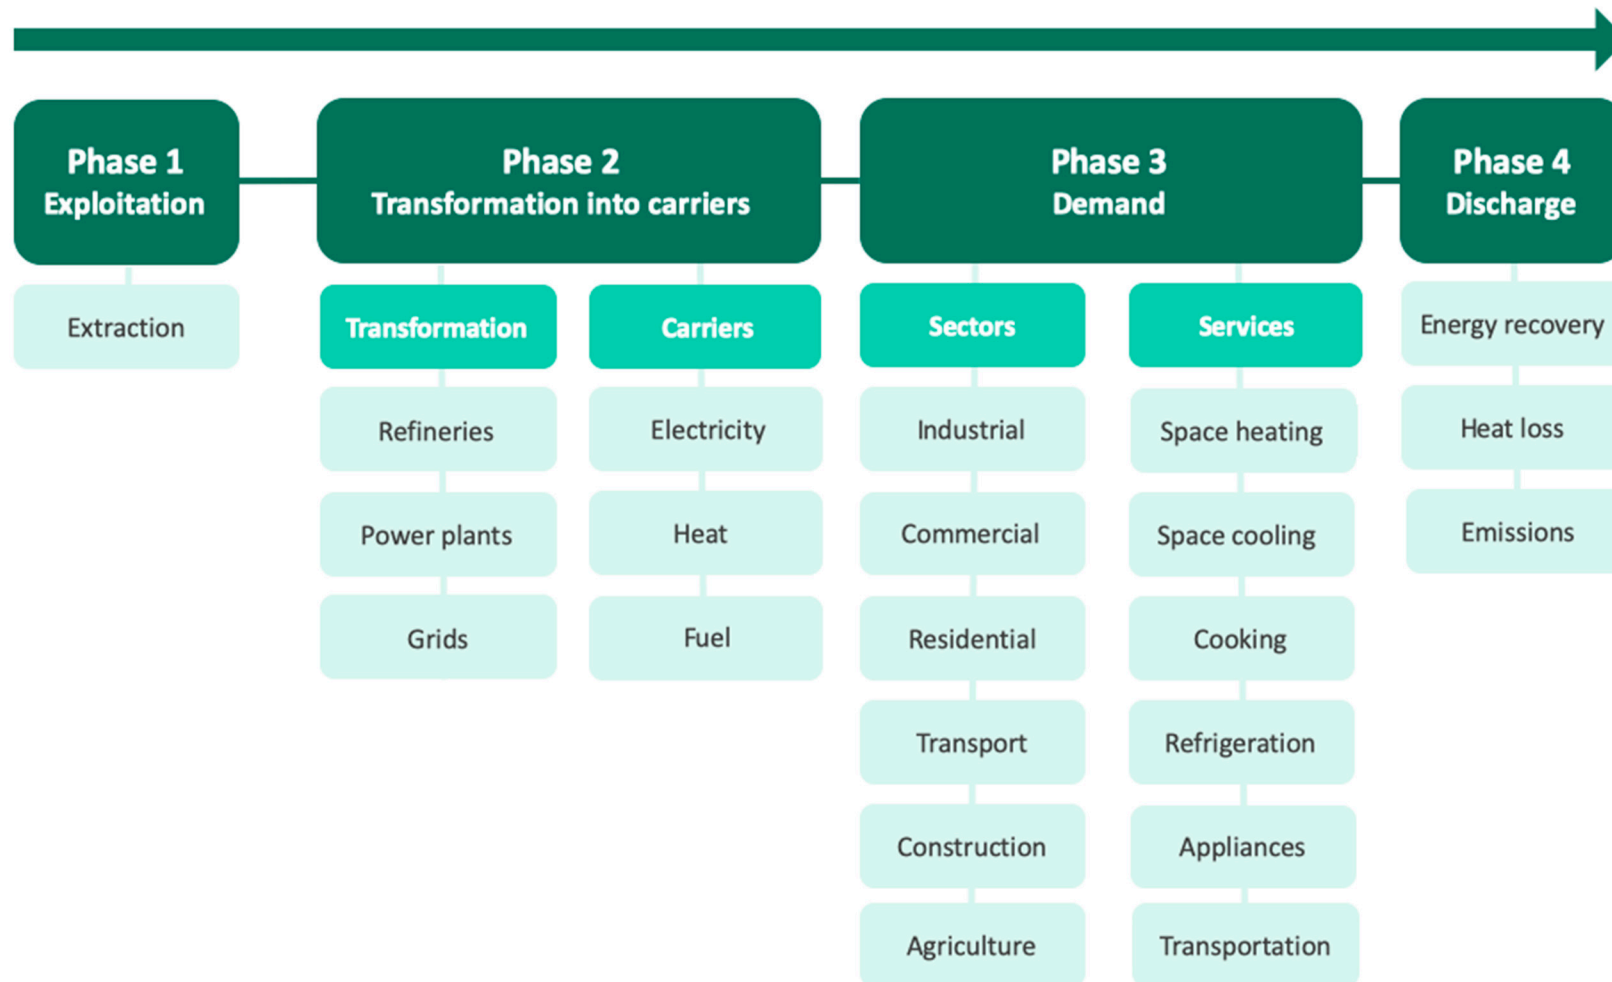 Phase 1
Exploitation
Extraction
Phase 2
Transformation into carriers
Transformation
Refineries
Power plants
Grids
Carriers
Electricity
Heat
Fuel
Phase 3
Demand
Sectors
Industrial
Commercial
Residential
Transport
Construction
Agriculture
Services
Space heating
Space cooling
Cooking
Refrigeration
Appliances
Transportation
Phase 4
Discharge
Energy recovery
Heat loss
Emissions